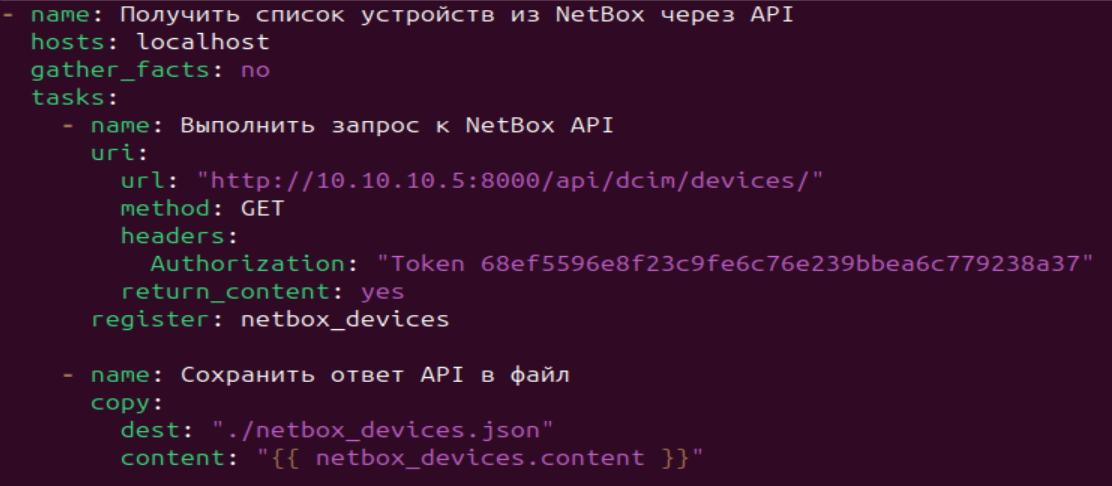 - name: Получить список устройств из NetBox через API
  hosts: localhost
  gather_facts: no
  tasks:
    - name: Выполнить запрос к NetBox API
      uri:
        url: "http://10.10.10.5:8000/api/dcim/devices/"
        method: GET
        headers:
          Authorization: "Token 68ef5596e8f23c9fe6c76e239bbea6c779238a37"
        return_content: yes
      register: netbox_devices

    - name: Сохранить ответ API в файл
      copy:
        dest: "./netbox_devices.json"
        content: "{{ netbox_devices.content }}"